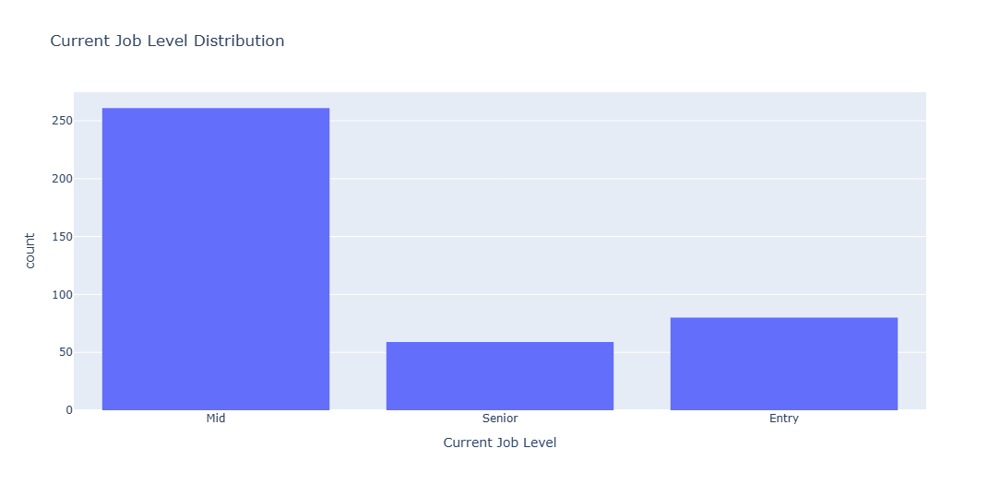 Current Job Level Distribution
250
200
150
100
50
0
count
Mid Senior Entry
Current Job Level